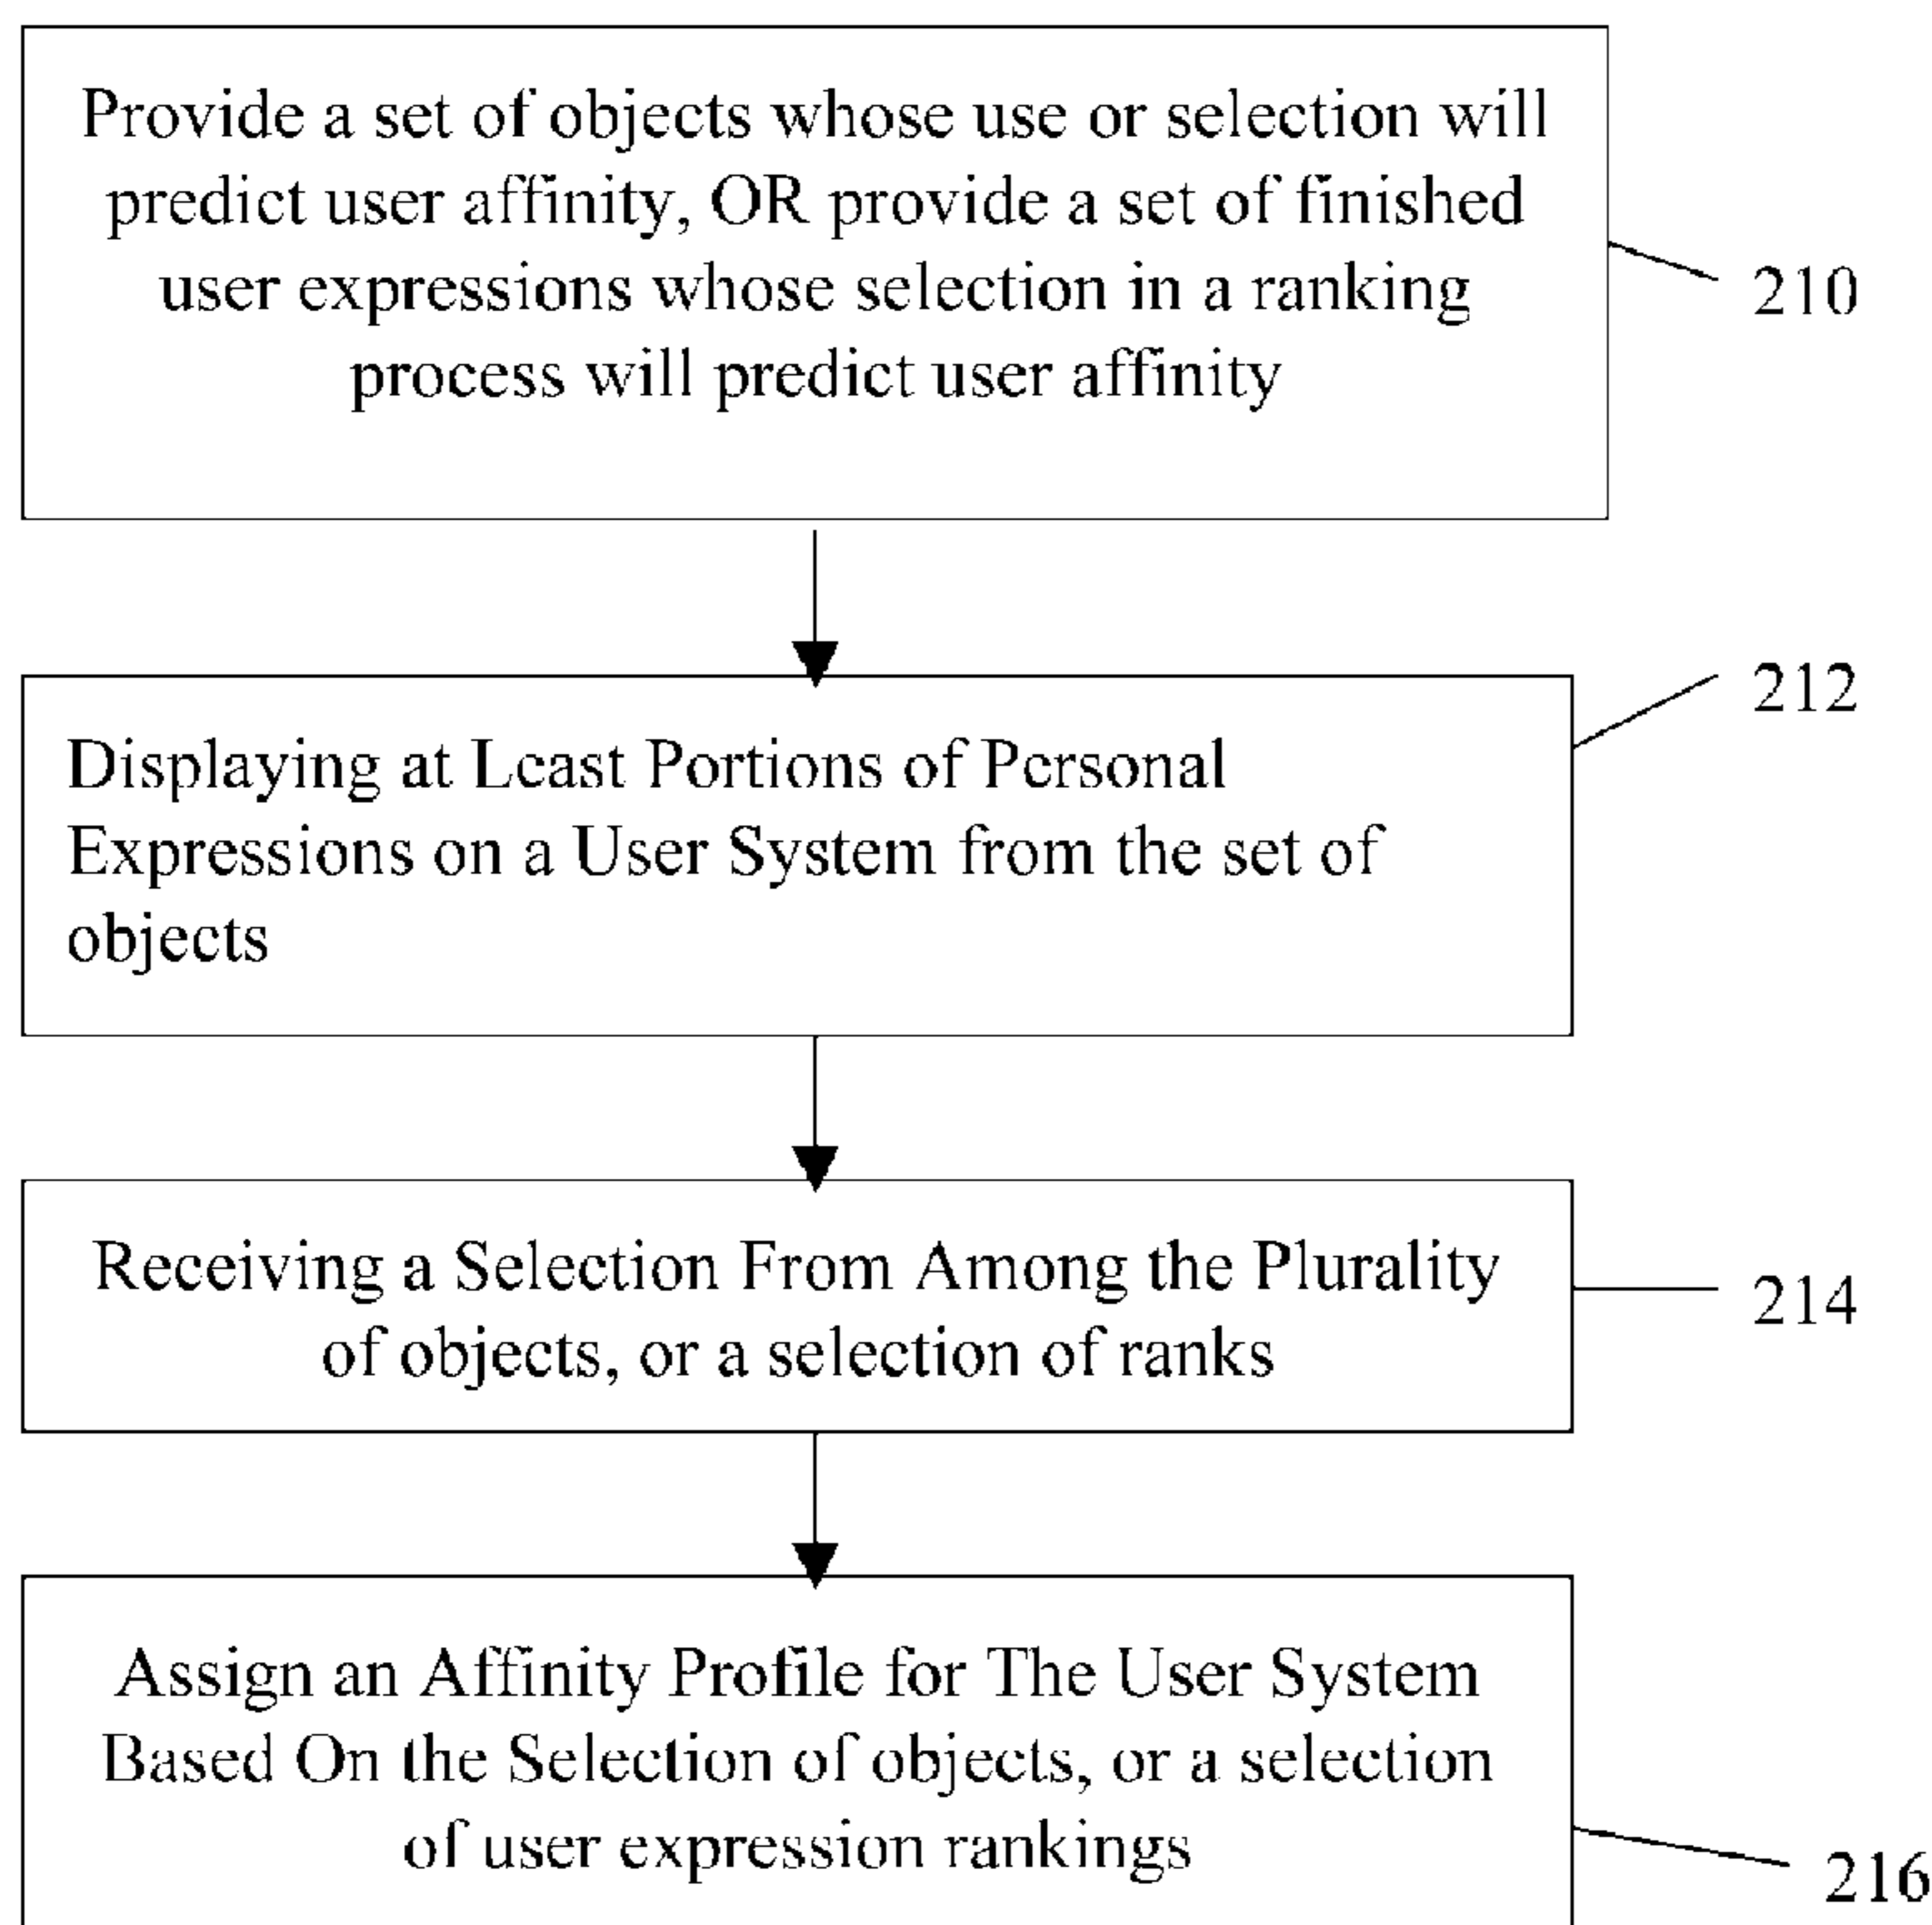 Provide a set of objects whose use or selection will
predict user affinity, OR provide a set of finished
user expressions whose selection in a ranking
process will predict user affinity
210
212
Displaying at Least Portions of Personal
Expressions on a User System from the set of
objects
Receiving a Selection From Among the Plurality
of objects, or a selection of ranks
214
Assign an Affinity Profile for The User System
Based On the Selection of objects, or a selection
of user expression rankings
216